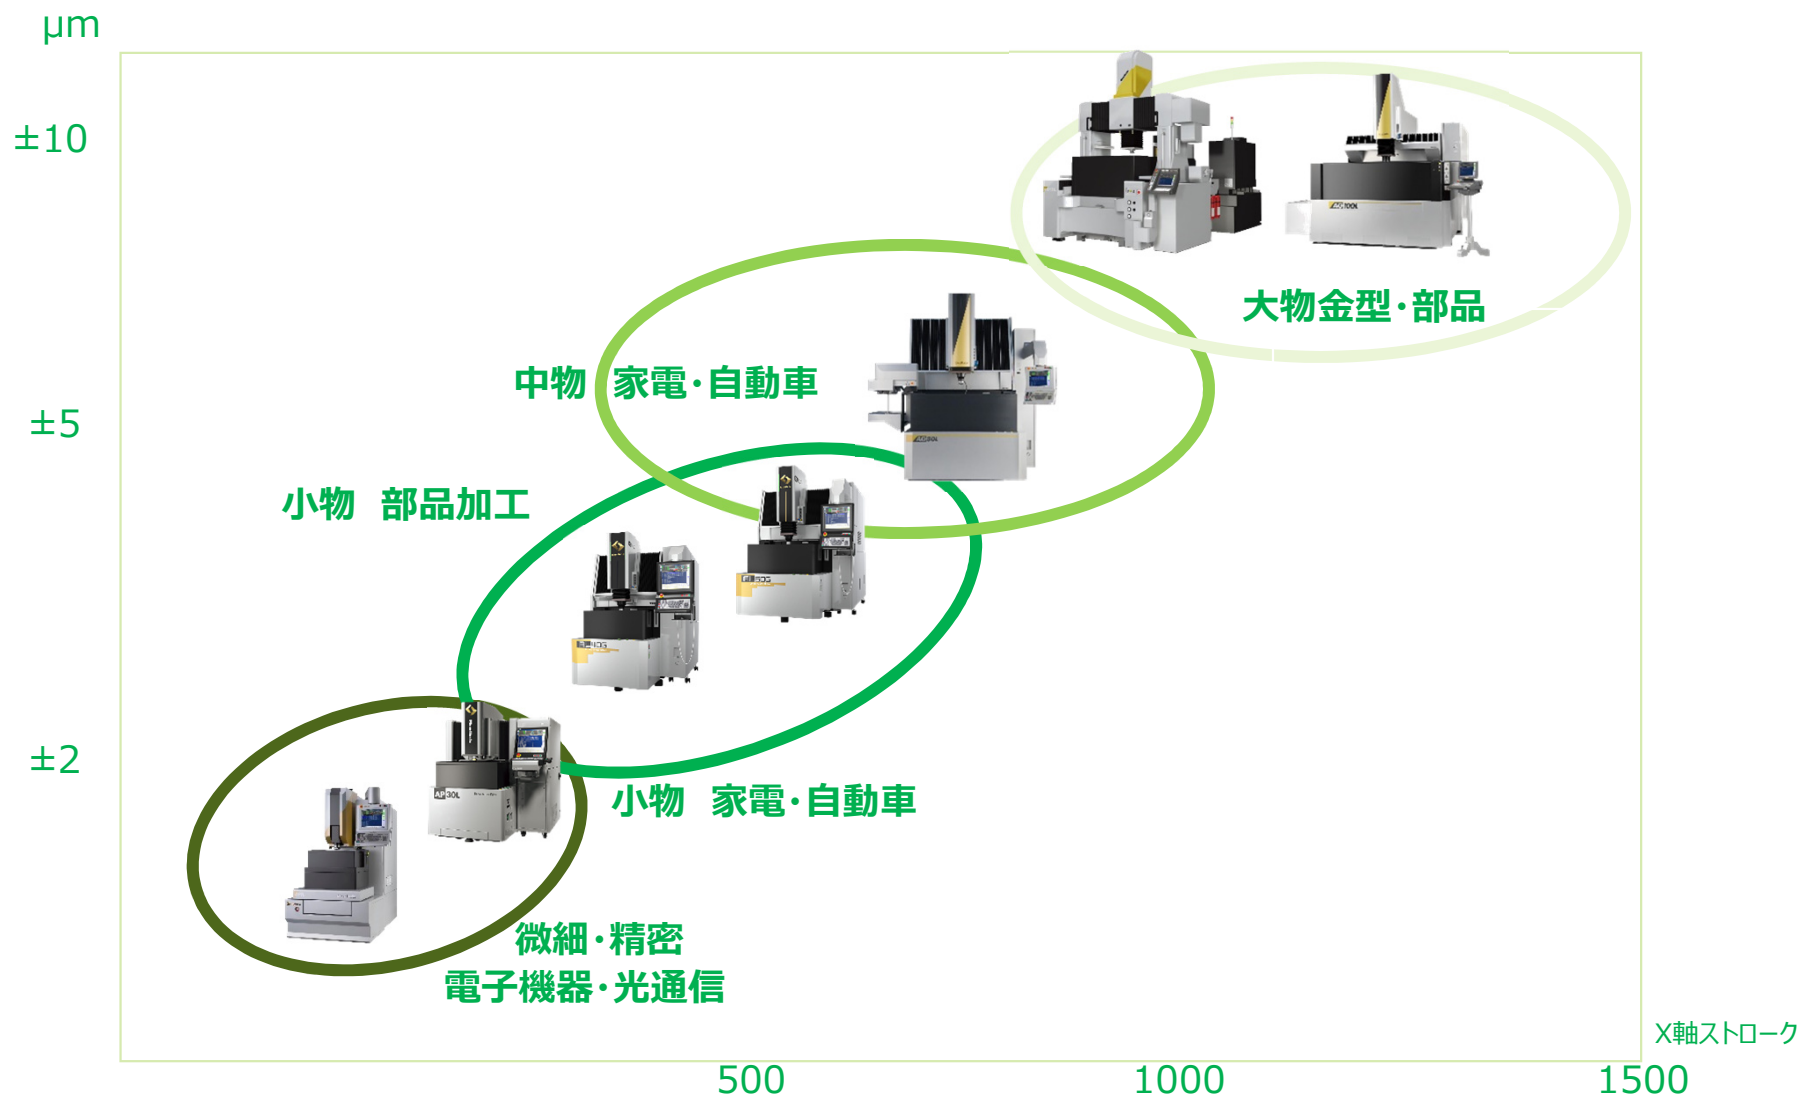 μm
±10
大物金型・部品
中物　家電・自動車
±5
小物　部品加工
±2
AP30L
小物　家電・自動車
微細・精密
電子機器・光通信
X軸ストローク
500
1000
1500